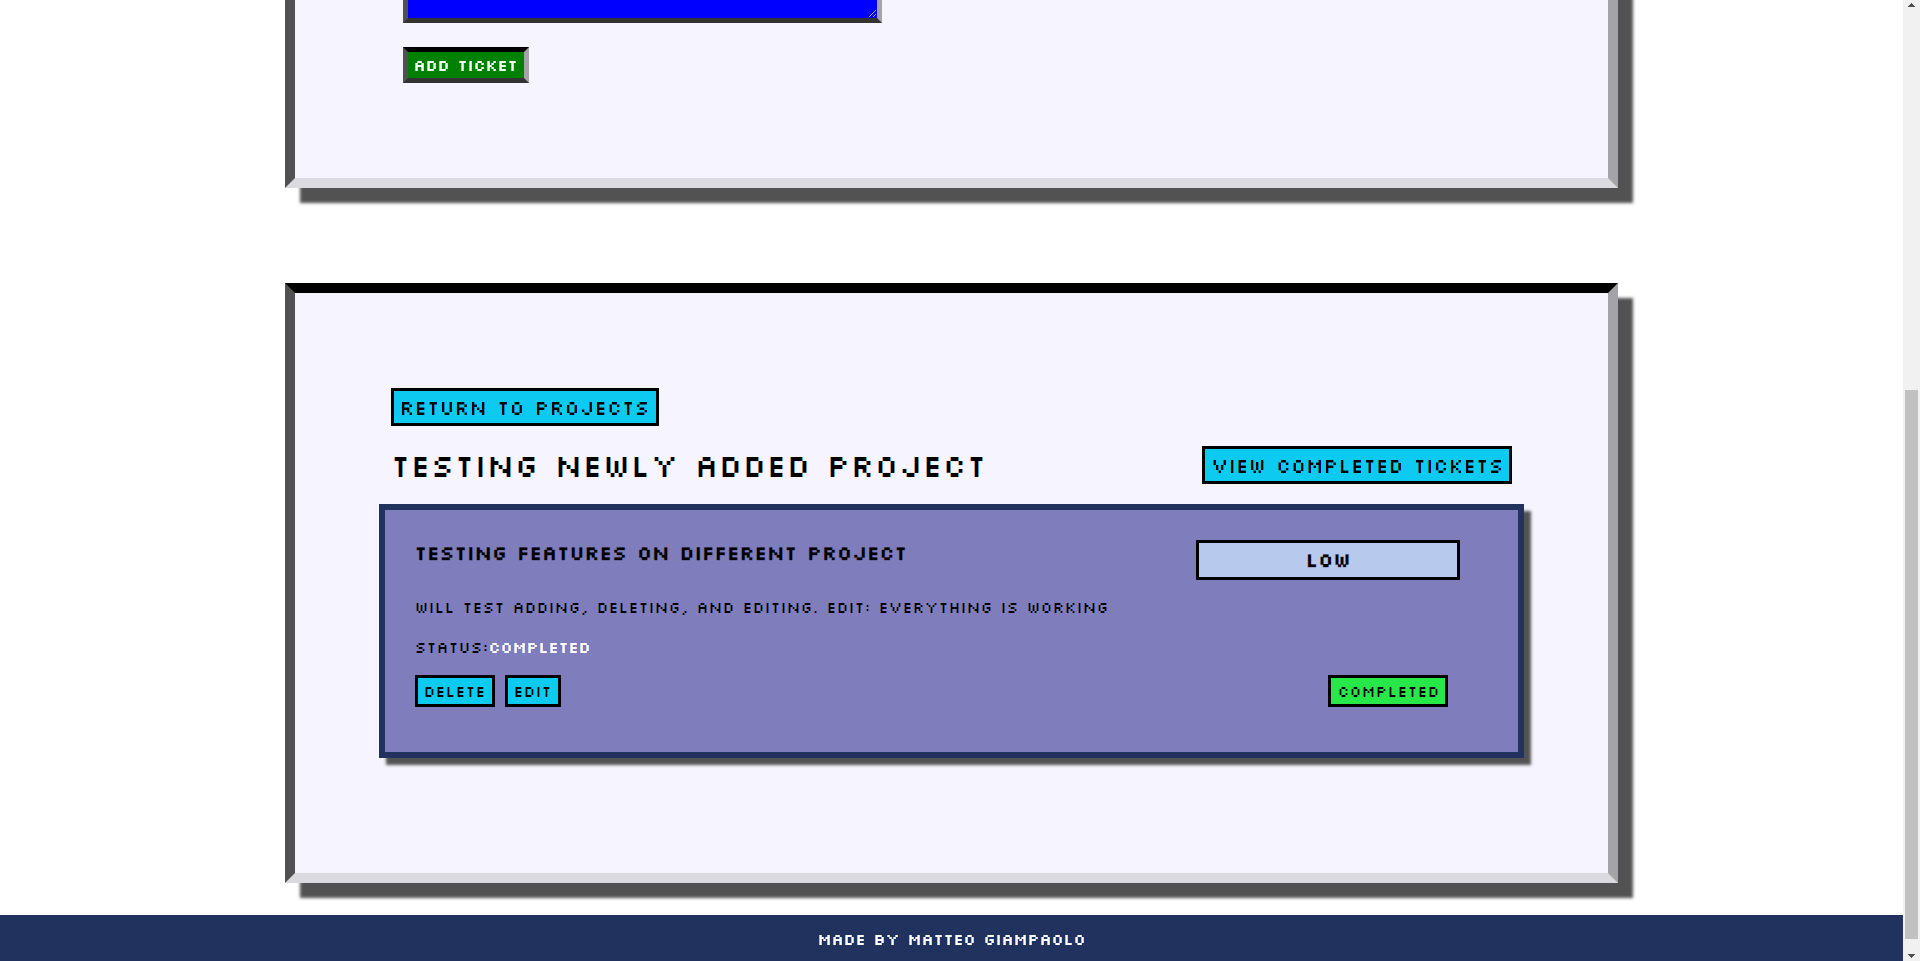 ADD TICKET
RETURN TO PROJECTS
TESTING NEWLY ADDED PROJECT
VIEW COMPLETED TICKETS
TESTING FEATURES ON DIFFERENT PROJECT
LOW
WILL TEST ADDING, DELETING, AND EDITING. EDIT: EVERYTHING IS WORKING
STATUS:COMPLETED
DELETE EDIT COMPLETED
MADE BY MATTEO GIAMPAOLO